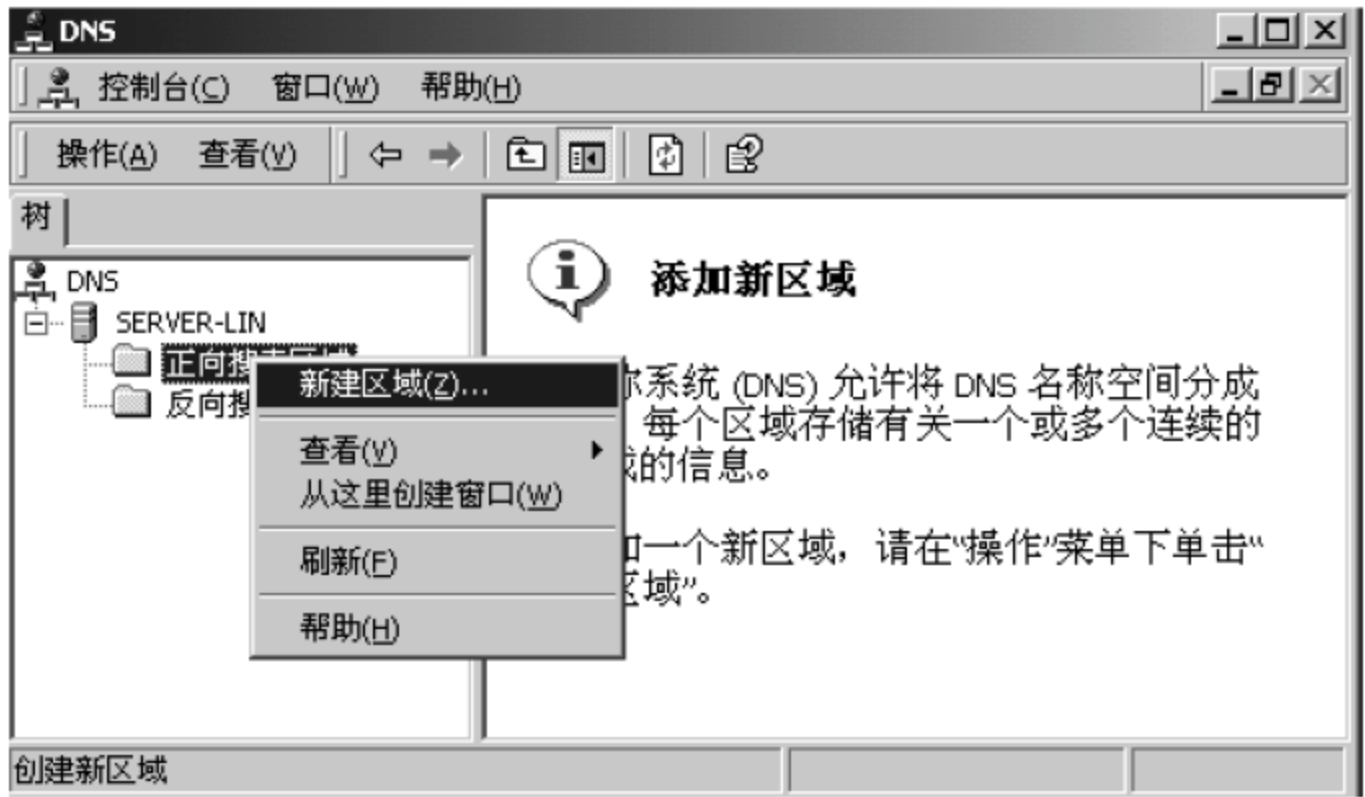 DNS
控制台(C) 窗口(W) 帮助(H)
操作(A) 查看(V)
树
DNS
SERVER-LIN
正向搜索区域
反向搜
新建区域(Z)...
查看(V)
从这里创建窗口(W)
刷新(F)
帮助(H)
添加新区域
系统 (DNS) 允许将 DNS 名称空间分成
每个区域存储有关一个或多个连续的
的信息。
一个新区域，请在“操作”菜单下单击“
区域”。
创建新区域